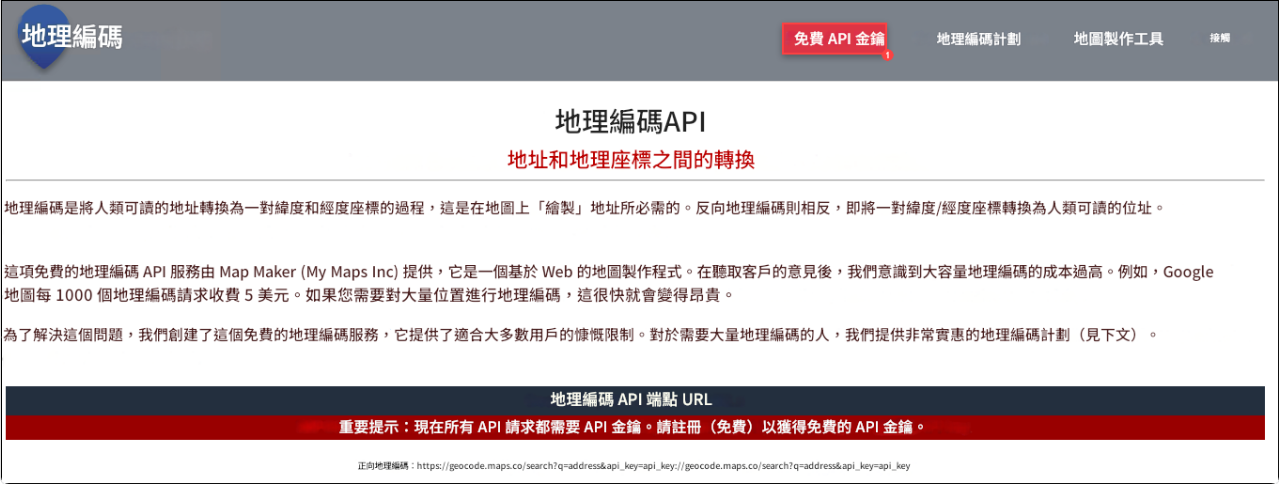 地理編碼
免費 API 金鑰
1
地理編碼計劃
地圖製作工具
接觸
地理編碼API
地址和地理座標之間的轉換
地理編碼是將人類可讀的地址轉換為一對緯度和經度座標的過程，這是在地圖上「繪製」地址所必需的。反向地理編碼則相反，即將一對緯度/經度座標轉換為人類可讀的位址。
這項免費的地理編碼 API 服務由 Map Maker (My Maps Inc) 提供，它是一個基於 Web 的地圖製作程式。在聽取客戶的意見後，我們意識到大容量地理編碼的成本過高。例如，Google
地圖每 1000 個地理編碼請求收費 5 美元。如果您需要對大量位置進行地理編碼，這很快就會變得昂貴。
為了解決這個問題，我們創建了這個免費的地理編碼服務，它提供了適合大多數用戶的慷慨限制。對於需要大量地理編碼的人，我們提供非常實惠的地理編碼計劃（見下文）。
地理編碼 API 端點 URL
重要提示：現在所有 API 請求都需要 API 金鑰。請註冊（免費）以獲得免費的 API 金鑰。
正向地理編碼：https://geocode.maps.co/search?q=address&api_key=api_key://geocode.maps.co/search?q=address&api_key=api_key